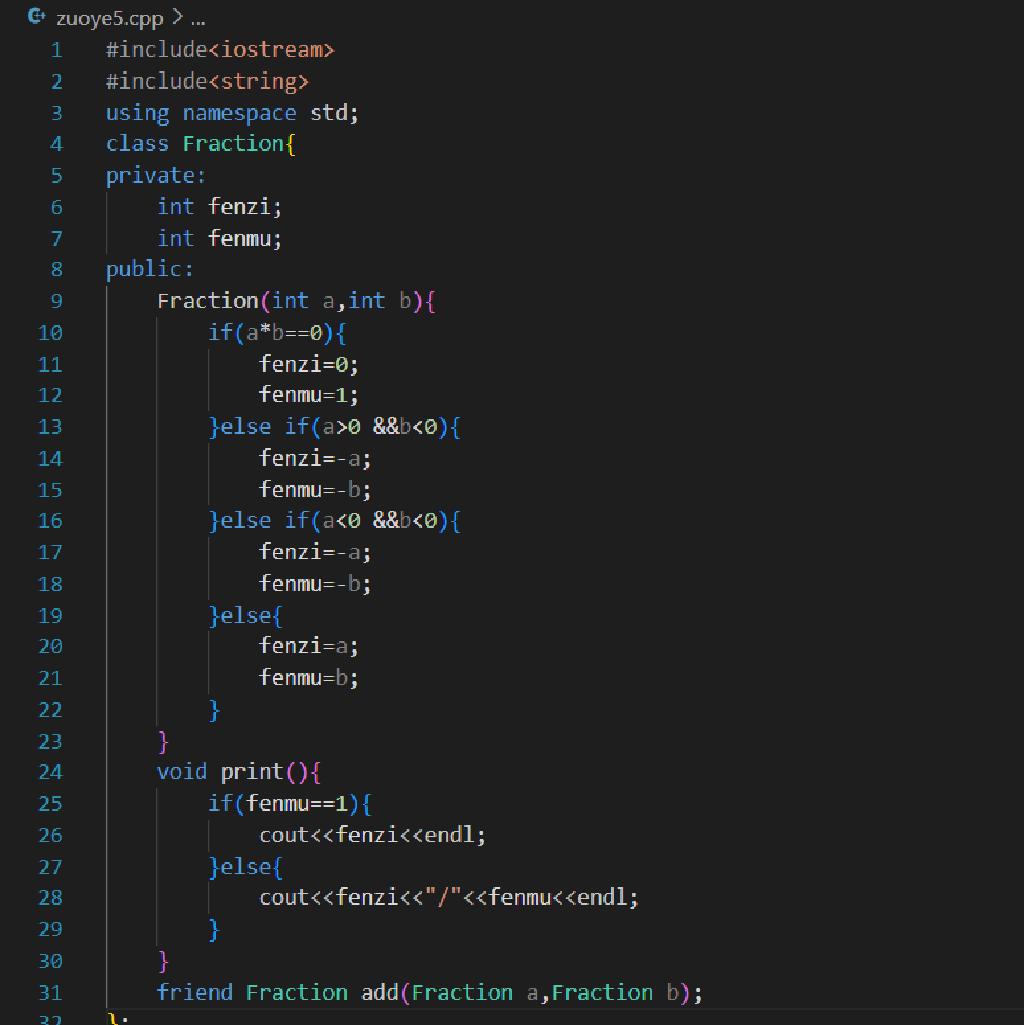 zuoye5.cpp > ...
1 #include<iostream>
2 #include<string>
3 using namespace std;
4 class Fraction{
5 private:
6     int fenzi;
7     int fenmu;
8 public:
9     Fraction(int a,int b){
10         if(a*b==0){
11             fenzi=0;
12             fenmu=1;
13         }else if(a>0 &&b<0){
14             fenzi=-a;
15             fenmu=-b;
16         }else if(a<0 &&b<0){
17             fenzi=-a;
18             fenmu=-b;
19         }else{
20             fenzi=a;
21             fenmu=b;
22         }
23     }
24     void print(){
25         if(fenmu==1){
26             cout<<fenzi<<endl;
27         }else{
28             cout<<fenzi<<"/"<<fenmu<<endl;
29         }
30     }
31     friend Fraction add(Fraction a,Fraction b);
32 };